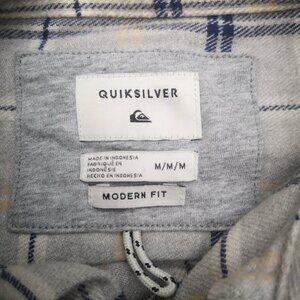 QUIKSILVER
MADE IN INDONESIA
FABRIQUÉ EN
INDONÉSIE
HECHO EN INDONESIA
M/M/M
MODERN FIT